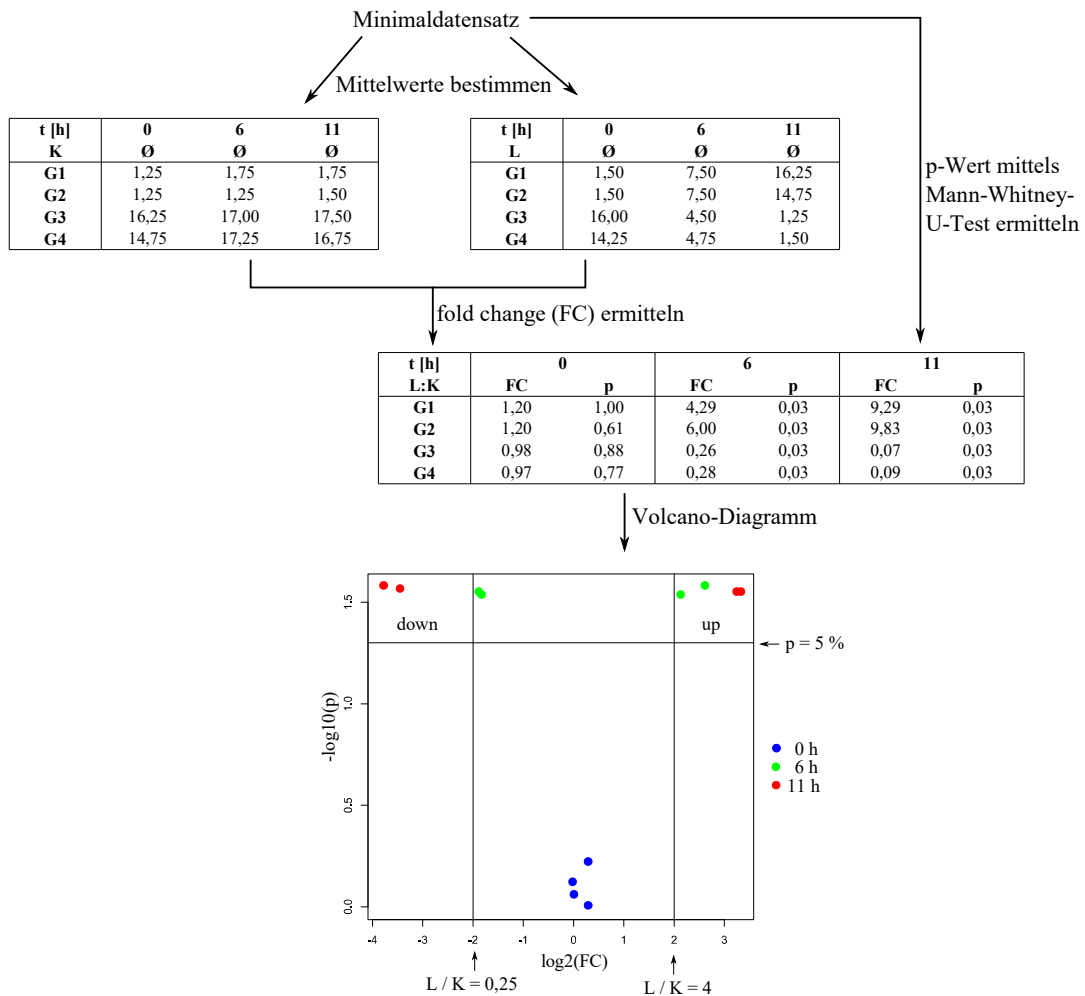 Minimaldatensatz
Mittelwerte bestimmen
t [h] 0 6 11
K Ø Ø Ø
G1 1,25 1,75 1,75
G2 1,25 1,25 1,50
G3 16,25 17,00 17,50
G4 14,75 17,25 16,75
t [h] 0 6 11
L Ø Ø Ø
G1 1,50 7,50 16,25
G2 1,50 7,50 14,75
G3 16,00 4,50 1,25
G4 14,25 4,75 1,50
p-Wert mittels
Mann-Whitney-
U-Test ermitteln
fold change (FC) ermitteln
t [h] 0 6 11
L:K FC p FC p FC p
G1 1,20 1,00 4,29 0,03 9,29 0,03
G2 1,20 0,61 6,00 0,03 9,83 0,03
G3 0,98 0,88 0,26 0,03 0,07 0,03
G4 0,97 0,77 0,28 0,03 0,09 0,03
Volcano-Diagramm
down up
p = 5 %
1.5
1.0
0.5
0.0
-log10(p)
0 h
6 h
11 h
-4 -3 -2 -1 0 1 2 3
log2(FC)
L / K = 0,25 L / K = 4